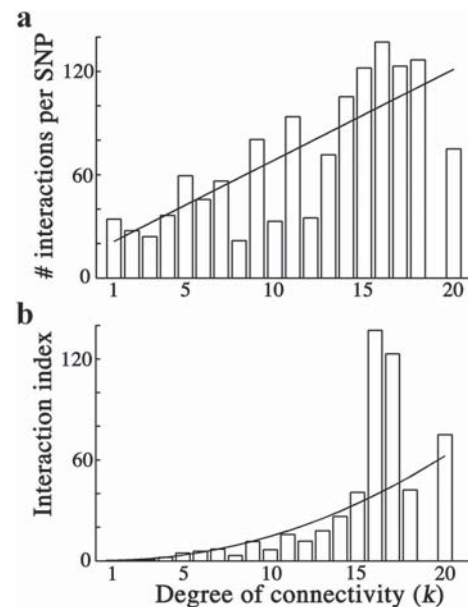 a
# interactions per SNP
120
60
0
1 5 10 15 20
b
Interaction index
120
60
0
1 5 10 15 20
Degree of connectivity (k)